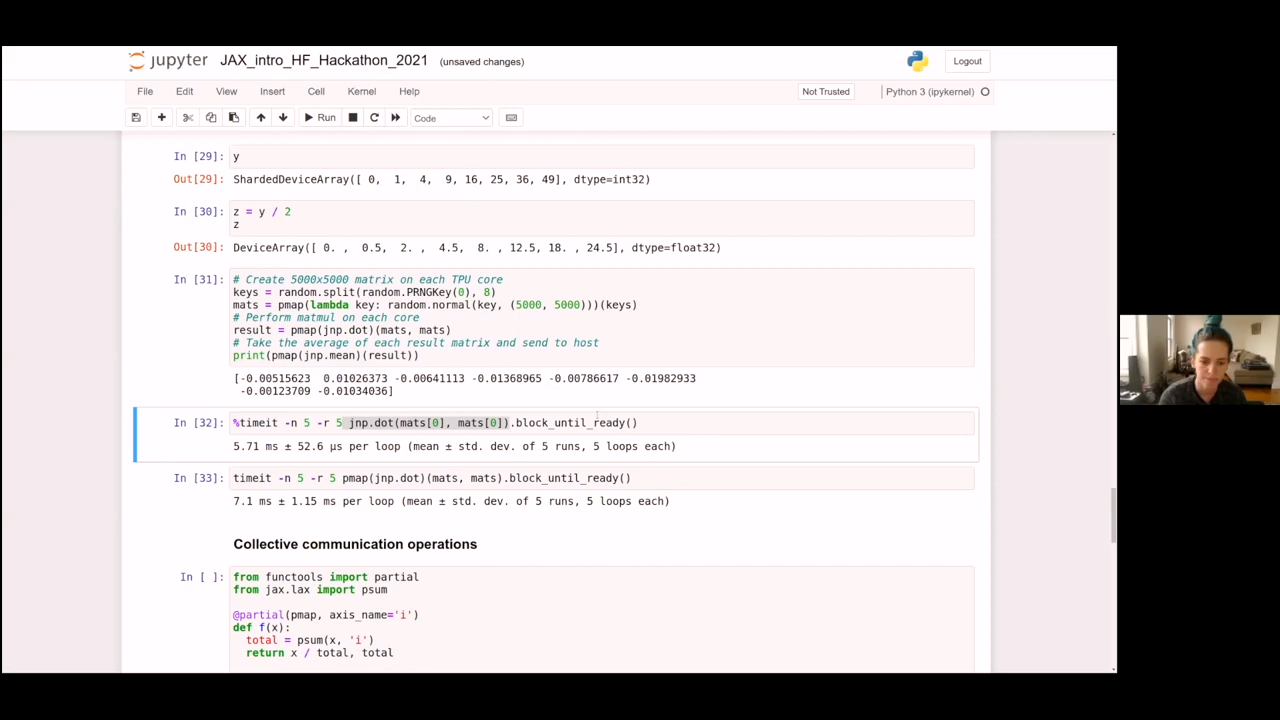 jupyter JAX_intro_HF_Hackathon_2021 (unsaved changes) Logout
File Edit View Insert Cell Kernel Help Not Trusted Python 3 (ipykernel)
Run Code
In [29]: y
Out[29]: ShardedDeviceArray([ 0,  1,  4,  9, 16, 25, 36, 49], dtype=int32)
In [30]: z = y / 2
z
Out[30]: DeviceArray([ 0. ,  0.5,  2. ,  4.5,  8. , 12.5, 18. , 24.5], dtype=float32)
In [31]: # Create 5000x5000 matrix on each TPU core
keys = random.split(random.PRNGKey(0), 8)
mats = pmap(lambda key: random.normal(key, (5000, 5000)))(keys)
# Perform matmul on each core
result = pmap(jnp.dot)(mats, mats)
# Take the average of each result matrix and send to host
print(pmap(jnp.mean)(result))
[-0.00515623  0.01026373 -0.00641113 -0.01368965 -0.00786617 -0.01982933
-0.00123709 -0.01034036]
In [32]: %timeit -n 5 -r 5 jnp.dot(mats[0], mats[0]).block_until_ready()
5.71 ms ± 52.6 µs per loop (mean ± std. dev. of 5 runs, 5 loops each)
In [33]: timeit -n 5 -r 5 pmap(jnp.dot)(mats, mats).block_until_ready()
7.1 ms ± 1.15 ms per loop (mean ± std. dev. of 5 runs, 5 loops each)
Collective communication operations
In [ ]: from functools import partial
from jax.lax import psum
@partial(pmap, axis_name='i')
def f(x):
total = psum(x, 'i')
return x / total, total